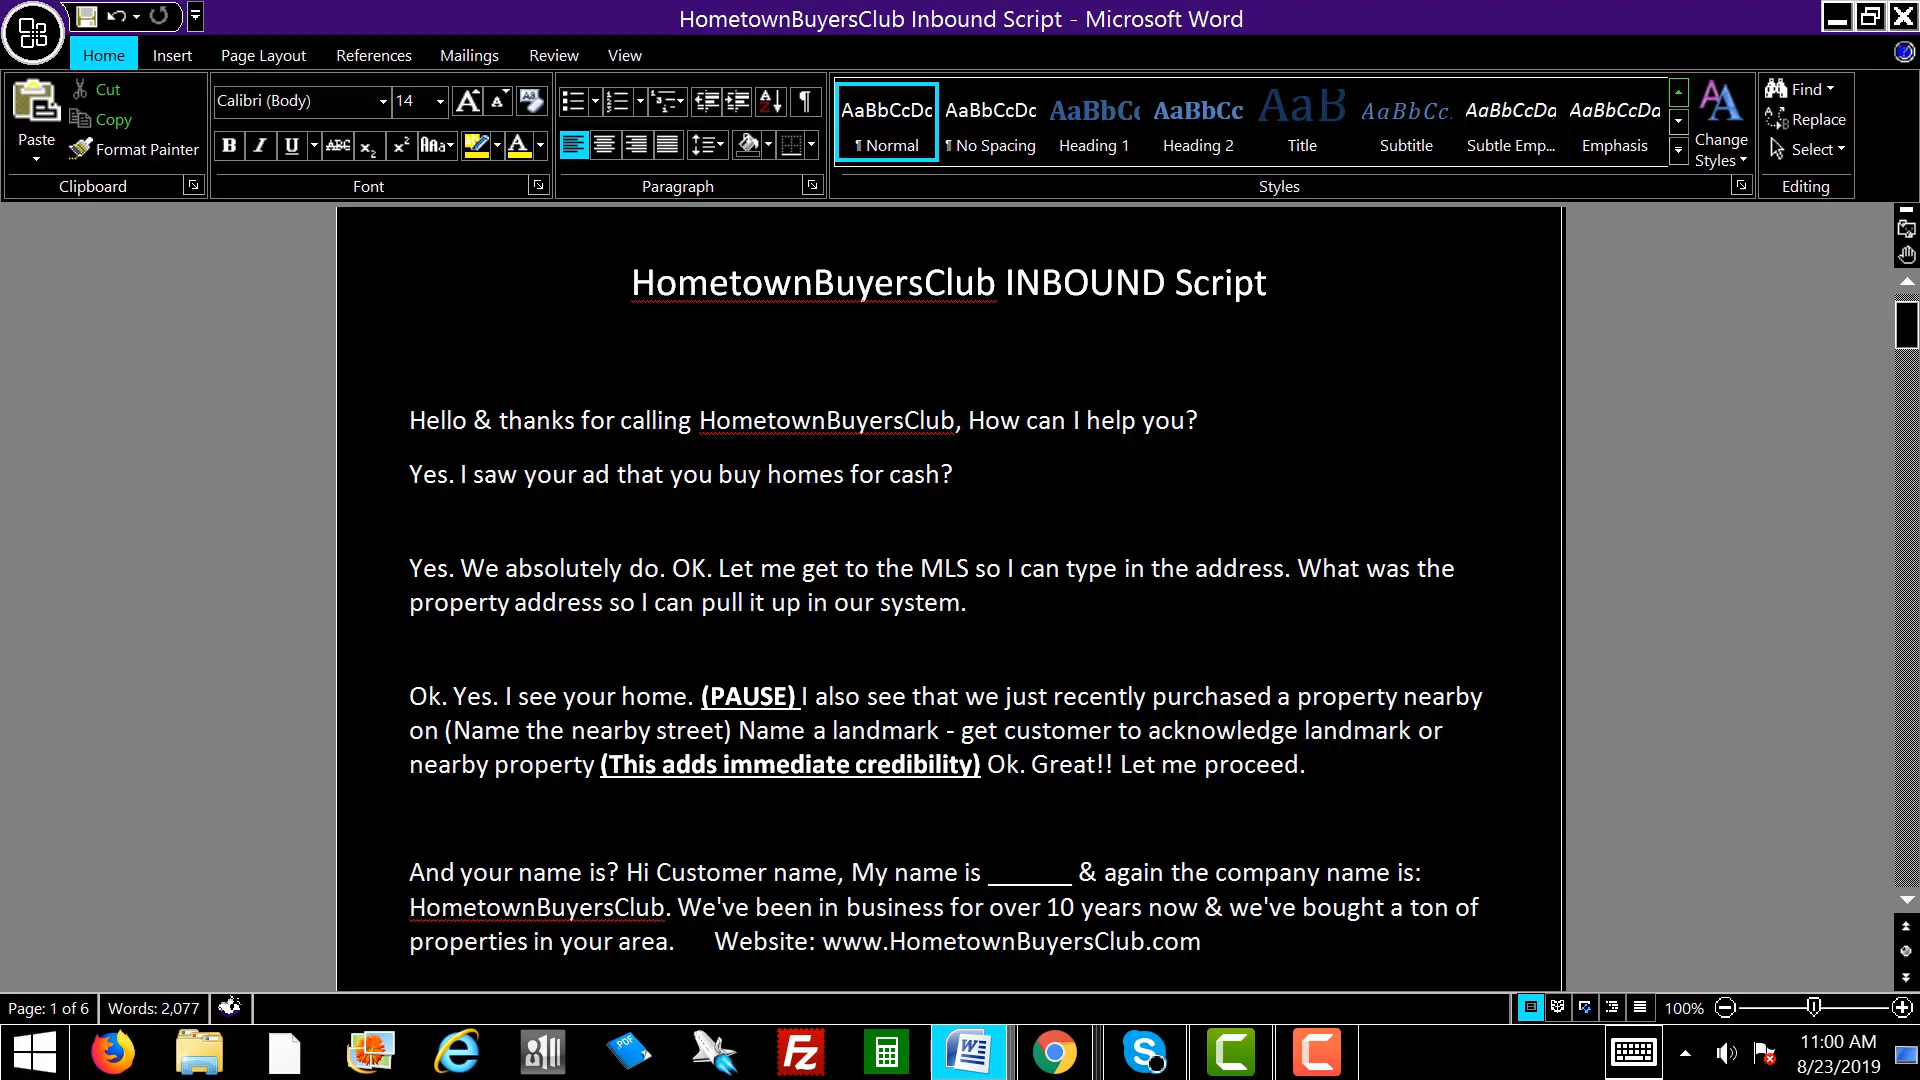 HometownBuyersClub Inbound Script - Microsoft Word
Home Insert Page Layout References Mailings Review View
Paste
Cut
Copy
Format Painter
Clipboard
Calibri (Body) 14
Font
Paragraph
AaBbCcDc AaBbCcDc AaBbCc AaBbCc AaB AaBbCc. AaBbCcDa AaBbCcDa
¶ Normal ¶ No Spacing Heading 1 Heading 2 Title Subtitle Subtle Emp... Emphasis
Change
Styles
Styles
Find
Replace
Select
Editing
HometownBuyersClub INBOUND Script
Hello & thanks for calling HometownBuyersClub, How can I help you?
Yes. I saw your ad that you buy homes for cash?
Yes. We absolutely do. OK. Let me get to the MLS so I can type in the address. What was the
property address so I can pull it up in our system.
Ok. Yes. I see your home. (PAUSE) I also see that we just recently purchased a property nearby
on (Name the nearby street) Name a landmark - get customer to acknowledge landmark or
nearby property (This adds immediate credibility) Ok. Great!! Let me proceed.
And your name is? Hi Customer name, My name is ______ & again the company name is:
HometownBuyersClub. We've been in business for over 10 years now & we've bought a ton of
properties in your area. Website: www.HometownBuyersClub.com
Page: 1 of 6 Words: 2,077 100%
11:00 AM
8/23/2019